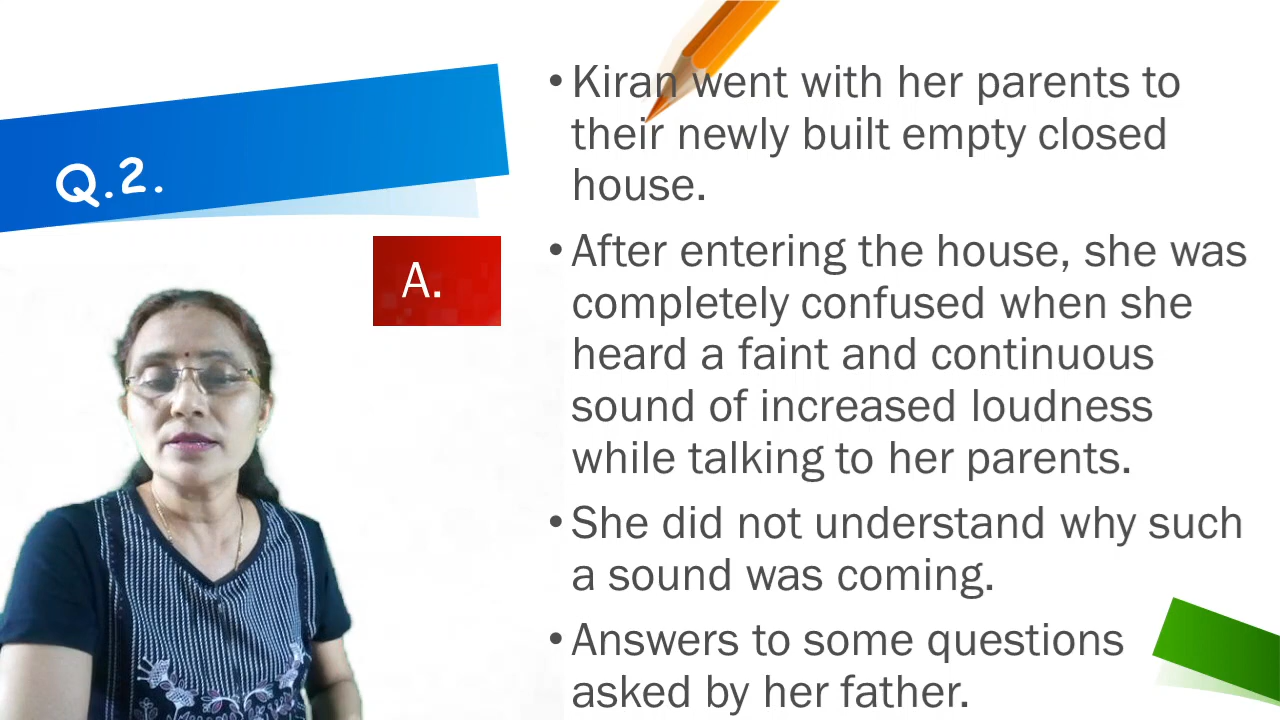 Q.2.
A.
• Kiran went with her parents to
their newly built empty closed
house.
• After entering the house, she was
completely confused when she
heard a faint and continuous
sound of increased loudness
while talking to her parents.
• She did not understand why such
a sound was coming.
• Answers to some questions
asked by her father.